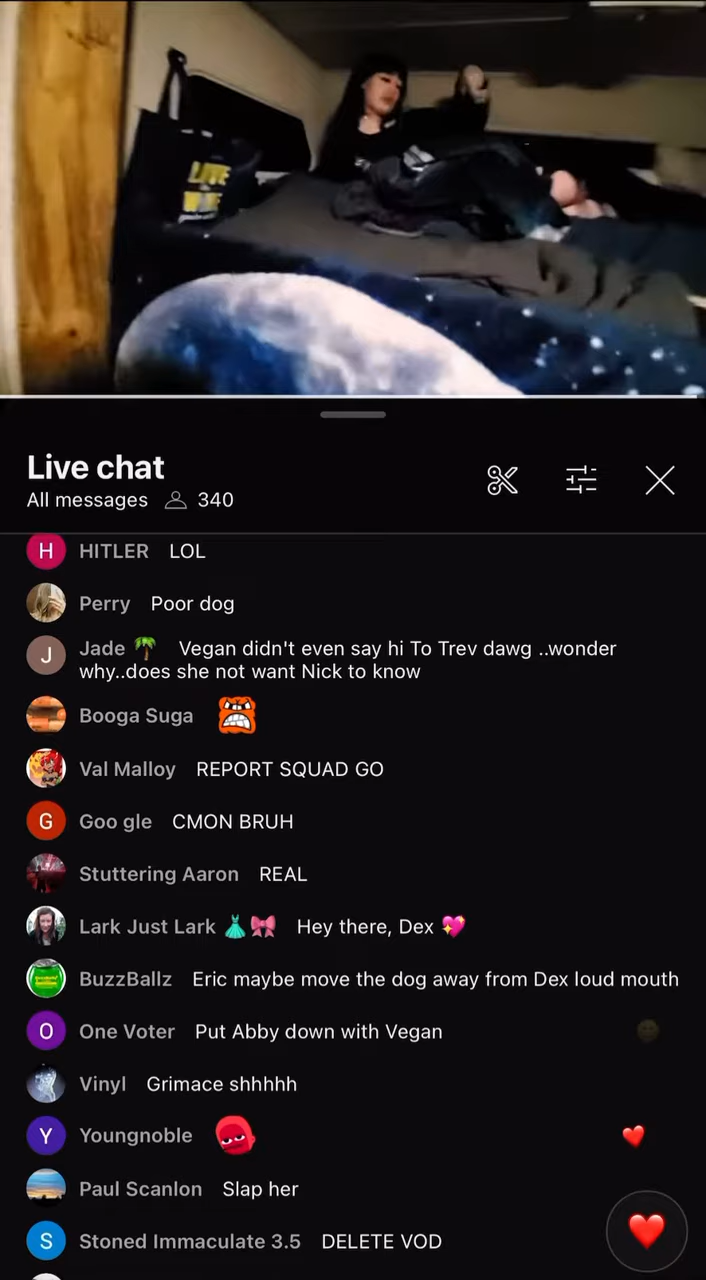 LIVE
Live chat
All messages 340
H HITLER LOL
Perry Poor dog
J Jade 🌴 Vegan didn't even say hi To Trev dawg ..wonder
why..does she not want Nick to know
Booga Suga
Val Malloy REPORT SQUAD GO
G Goo gle CMON BRUH
Stuttering Aaron REAL
Lark Just Lark 👗🎀 Hey there, Dex 💖
BuzzBallz Eric maybe move the dog away from Dex loud mouth
O One Voter Put Abby down with Vegan
Vinyl Grimace shhhhh
Y Youngnoble
Paul Scanlon Slap her
S Stoned Immaculate 3.5 DELETE VOD